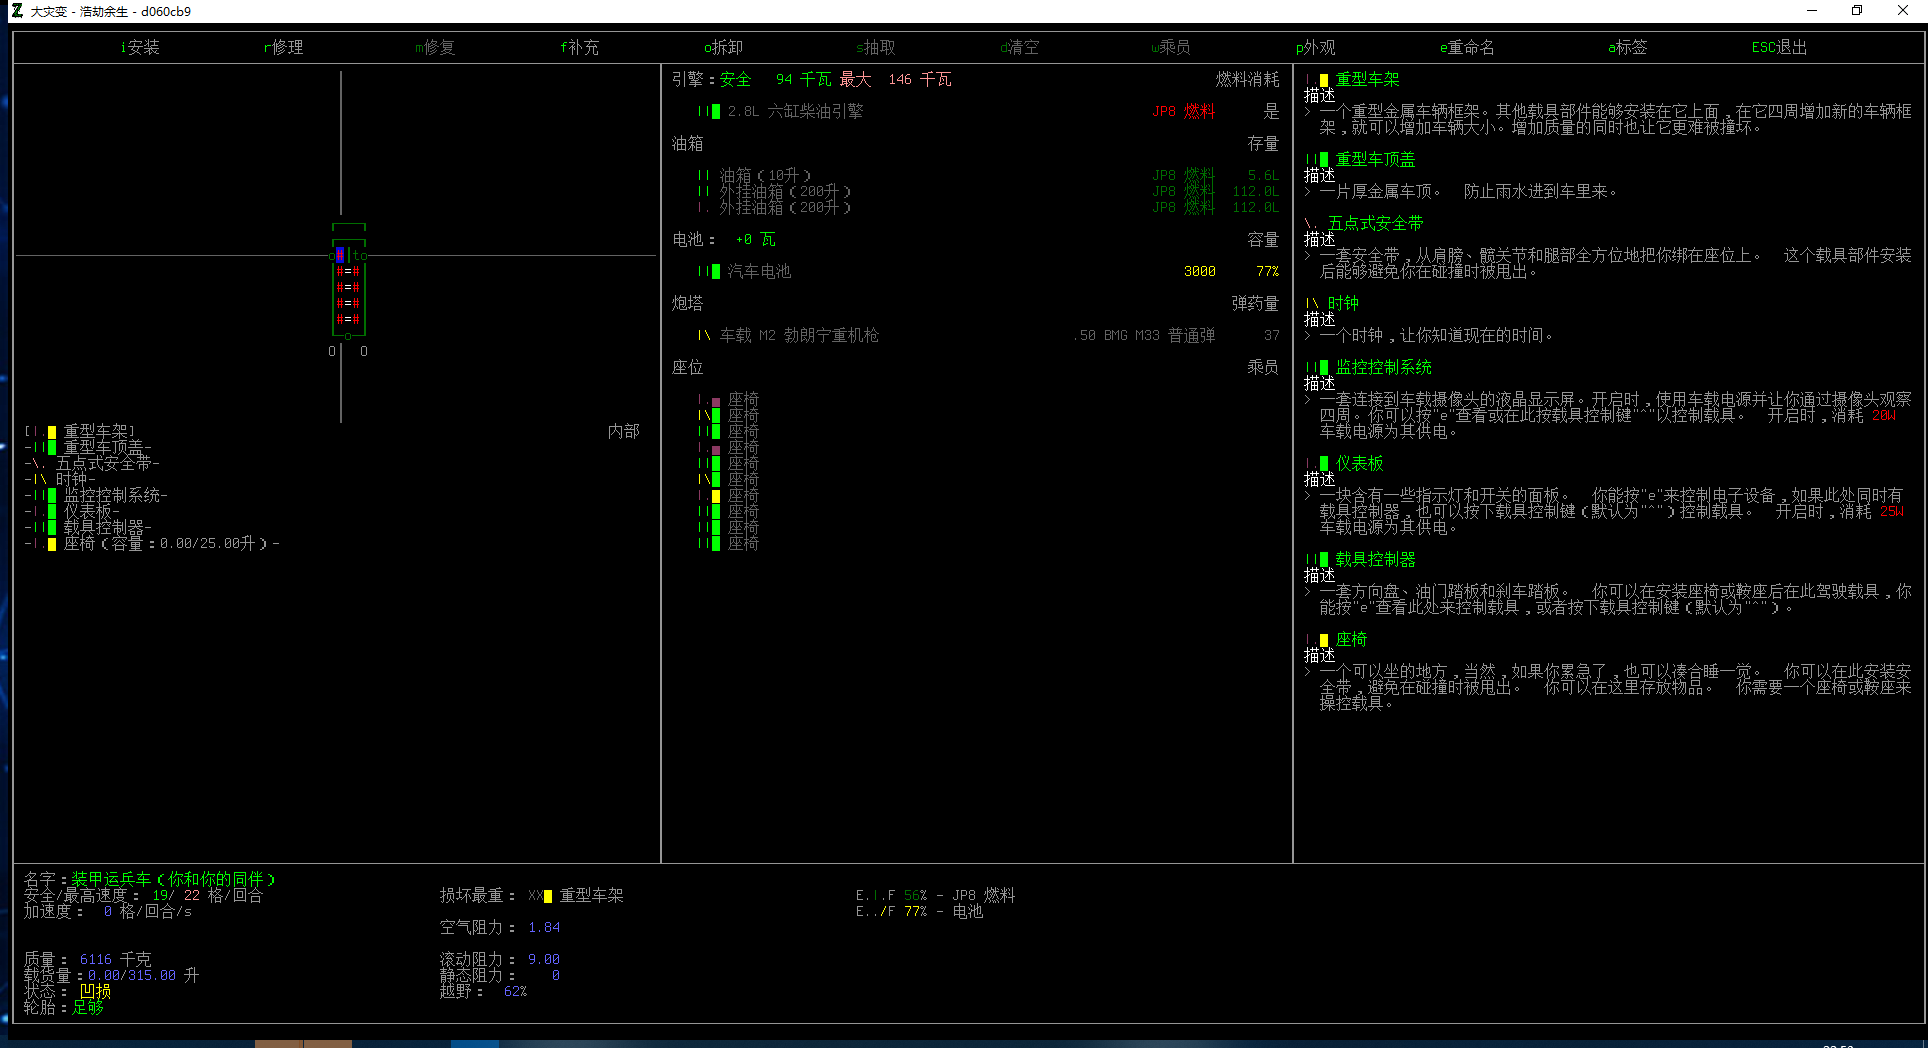 大灾变 - 浩劫余生 - d060cb9
i安装 r修理 m修复 f补充 o拆卸 s抽取 d清空 w乘员 p外观 e重命名 a标签 ESC退出
[|.重型车架] 内部
-||重型车顶盖-
-\. 五点式安全带-
-|\ 时钟-
-||监控控制系统-
-|.仪表板-
-||载具控制器-
-|.座椅(容量:0.00/25.00升)-
引擎:安全 94 千瓦 最大 146 千瓦 燃料消耗
||2.8L 六缸柴油引擎 JP8 燃料 是
油箱 存量
|| 油箱(10升) JP8 燃料 5.6L
|| 外挂油箱(200升) JP8 燃料 112.0L
|. 外挂油箱(200升) JP8 燃料 112.0L
电池: +0 瓦 容量
||汽车电池 3000 77%
炮塔 弹药量
|\ 车载 M2 勃朗宁重机枪 .50 BMG M33 普通弹 37
座位 乘员
|.座椅
|\座椅
||座椅
|.座椅
||座椅
|\座椅
|.座椅
||座椅
||座椅
||座椅
|.重型车架
描述
> 一个重型金属车辆框架。其他载具部件能够安装在它上面,在它四周增加新的车辆框
架,就可以增加车辆大小。增加质量的同时也让它更难被撞坏。
||重型车顶盖
描述
> 一片厚金属车顶。 防止雨水进到车里来。
\. 五点式安全带
描述
> 一套安全带,从肩膀、髋关节和腿部全方位地把你绑在座位上。 这个载具部件安装
后能够避免你在碰撞时被甩出。
|\ 时钟
描述
> 一个时钟,让你知道现在的时间。
||监控控制系统
描述
> 一套连接到车载摄像头的液晶显示屏。开启时,使用车载电源并让你通过摄像头观察
四周。你可以按"e"查看或在此按载具控制键"^"以控制载具。 开启时,消耗 20W
车载电源为其供电。
|.仪表板
描述
> 一块含有一些指示灯和开关的面板。 你能按"e"来控制电子设备,如果此处同时有
载具控制器,也可以按下载具控制键(默认为"^")控制载具。 开启时,消耗 25W
车载电源为其供电。
||载具控制器
描述
> 一套方向盘、油门踏板和刹车踏板。 你可以在安装座椅或鞍座后在此驾驶载具,你
能按"e"查看此处来控制载具,或者按下载具控制键(默认为"^")。
|.座椅
描述
> 一个可以坐的地方,当然,如果你累急了,也可以凑合睡一觉。 你可以在此安装安
全带,避免在碰撞时被甩出。 你可以在这里存放物品。 你需要一个座椅或鞍座来
操控载具。
名字:装甲运兵车(你和你的同伴)
安全/最高速度: 19/ 22 格/回合 损坏最重: XX重型车架 E.|.F 56% - JP8 燃料
加速度: 0 格/回合/s E../F 77% - 电池
空气阻力: 1.84
质量: 6116 千克 滚动阻力: 9.00
载货量:0.00/315.00 升 静态阻力: 0
状态: 凹损 越野: 62%
轮胎:足够